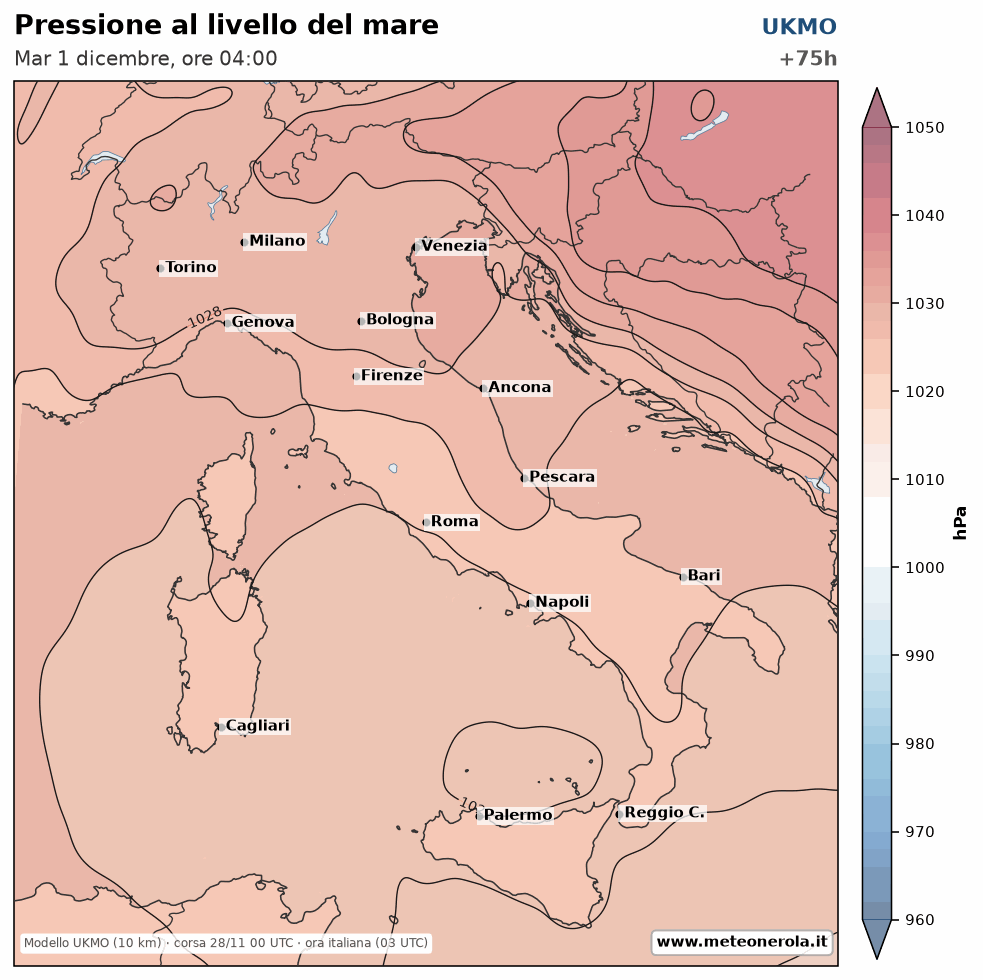 Pressione al livello del mare
UKMO
Mar 1 dicembre, ore 04:00
+75h
1050
1040
1030
1020
1010
1000
990
980
970
960
hPa
Milano
Venezia
Torino
1028
Genova
Bologna
Firenze
Ancona
Pescara
Roma
Bari
Napoli
Cagliari
Palermo
Reggio C.
Modello UKMO (10 km) · corsa 28/11 00 UTC · ora italiana (03 UTC)
www.meteonerola.it